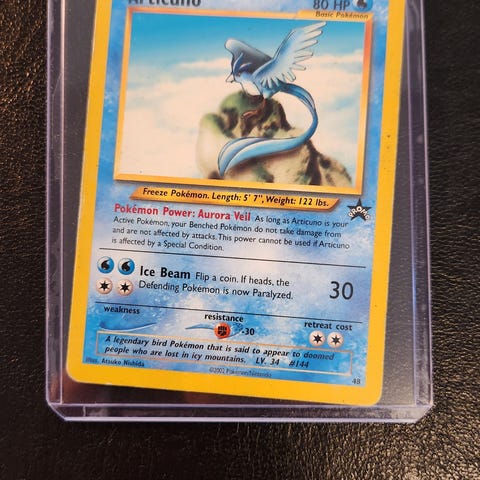 Articuno
80 HP
Basic Pokémon
Freeze Pokémon. Length: 5' 7", Weight: 122 lbs.
PROMO
Pokémon Power: Aurora Veil As long as Articuno is your
Active Pokémon, your Benched Pokémon do not take damage from
and are not affected by attacks. This power cannot be used if Articuno
is affected by a Special Condition.
Ice Beam Flip a coin. If heads, the
Defending Pokémon is now Paralyzed.
30
weakness
resistance
-30
retreat cost
A legendary bird Pokémon that is said to appear to doomed
people who are lost in icy mountains. LV. 34 #144
Illus. Atsuko Nishida
©2002 Pokémon/Nintendo
48